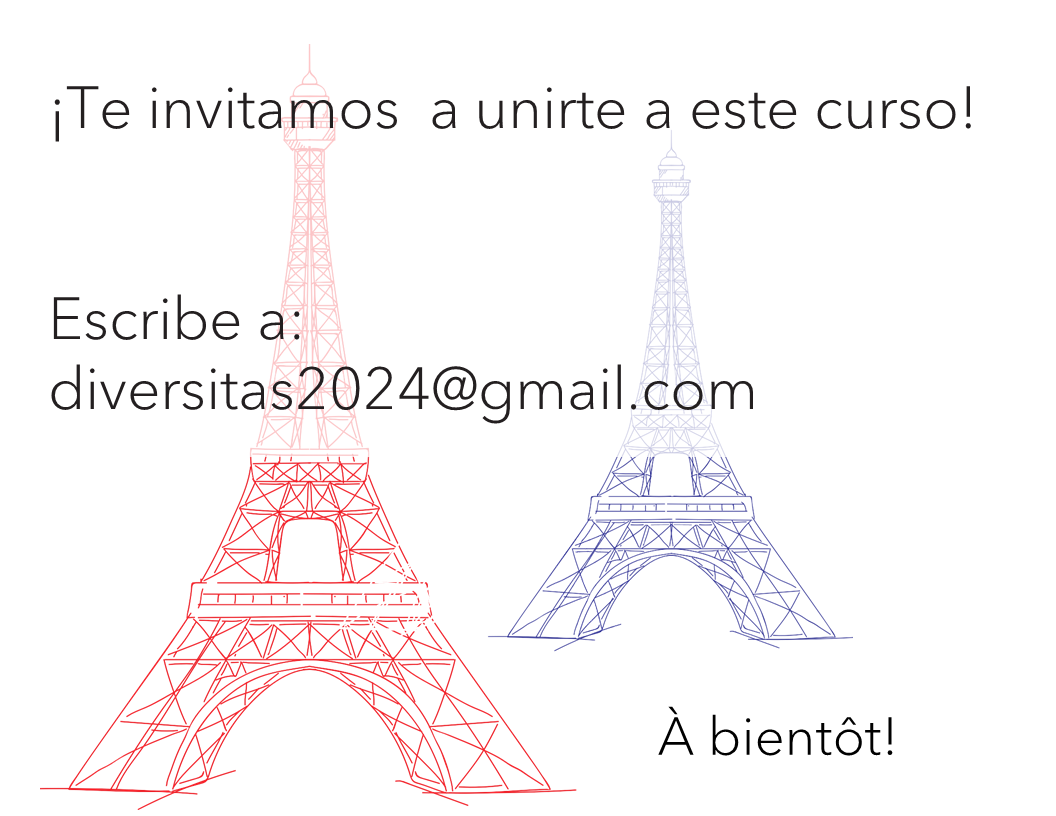 ¡Te invitamos a unirte a este curso!
Escribe a:
diversitas2024@gmail.com
À bientôt!